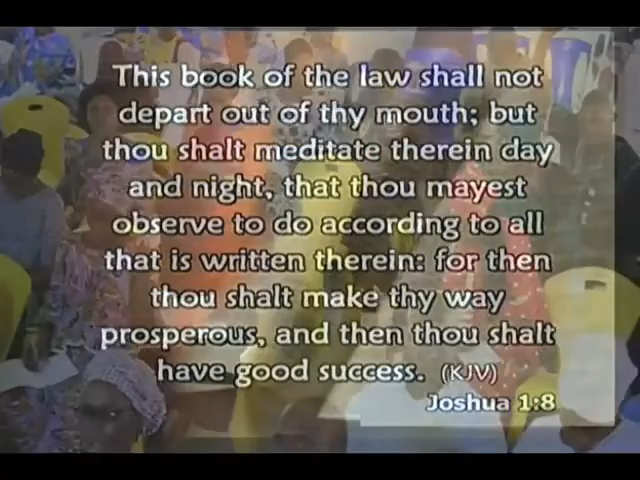 This book of the law shall not
depart out of thy mouth; but
thou shalt meditate therein day
and night, that thou mayest
observe to do according to all
that is written therein: for then
thou shalt make thy way
prosperous, and then thou shalt
have good success. (KJV)
Joshua 1:8